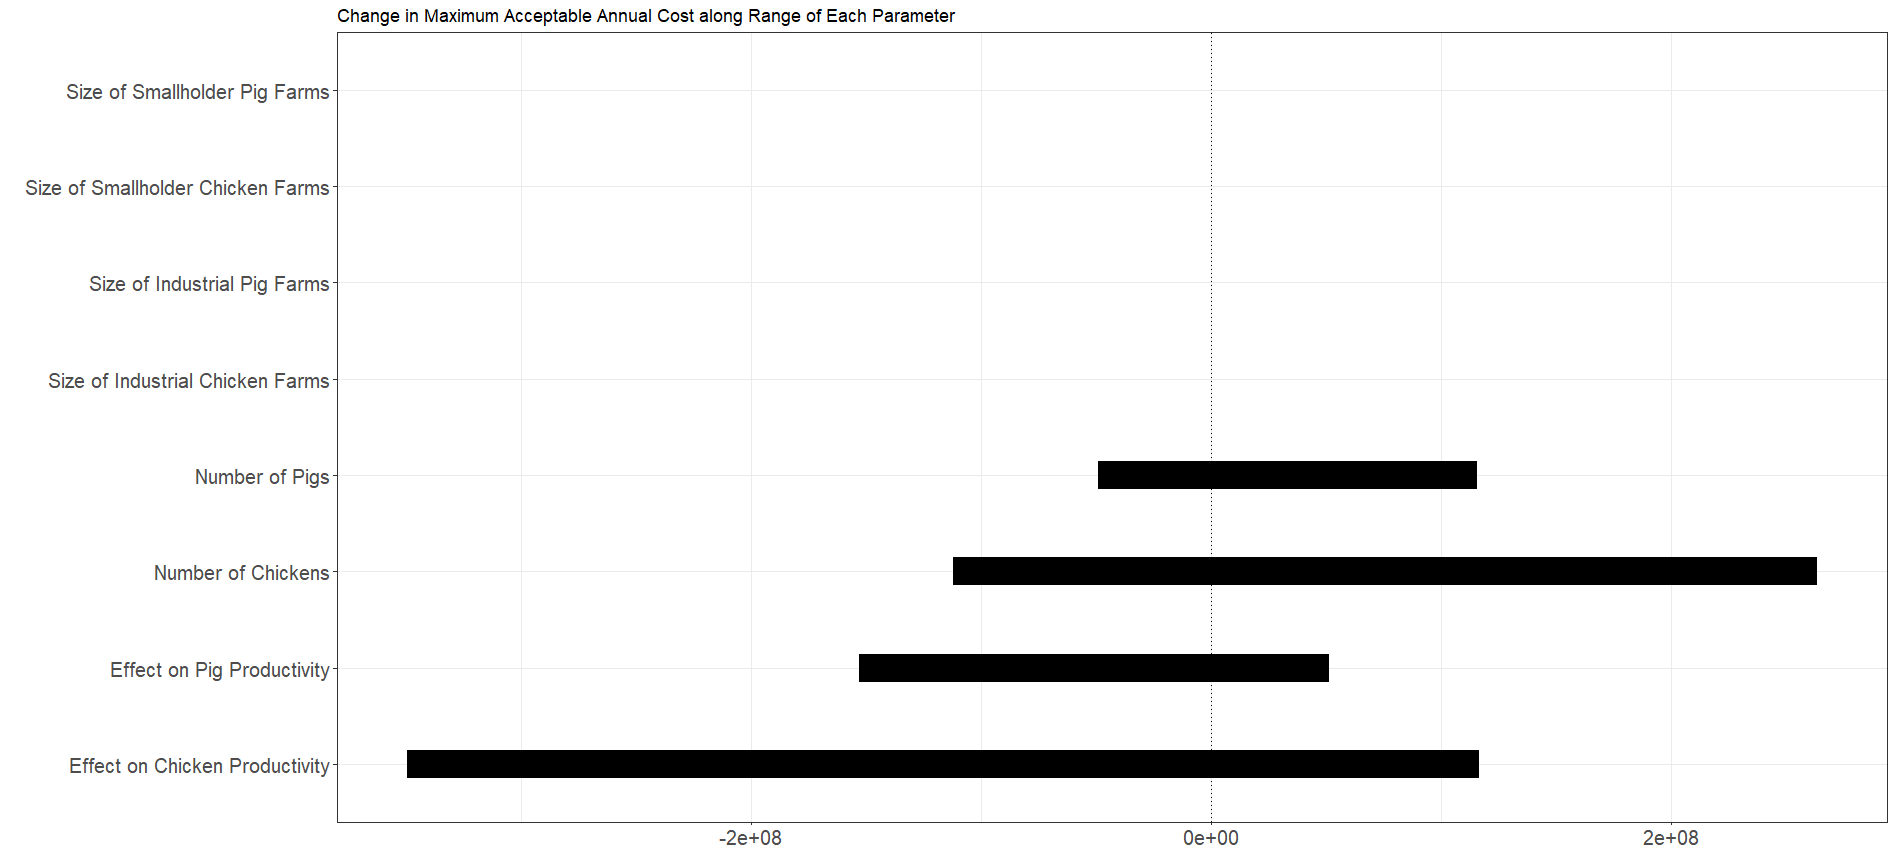 Change in Maximum Acceptable Annual Cost along Range of Each Parameter
Size of Smallholder Pig Farms
Size of Smallholder Chicken Farms
Size of Industrial Pig Farms
Size of Industrial Chicken Farms
Number of Pigs
Number of Chickens
Effect on Pig Productivity
Effect on Chicken Productivity
-2e+08 0e+00 2e+08